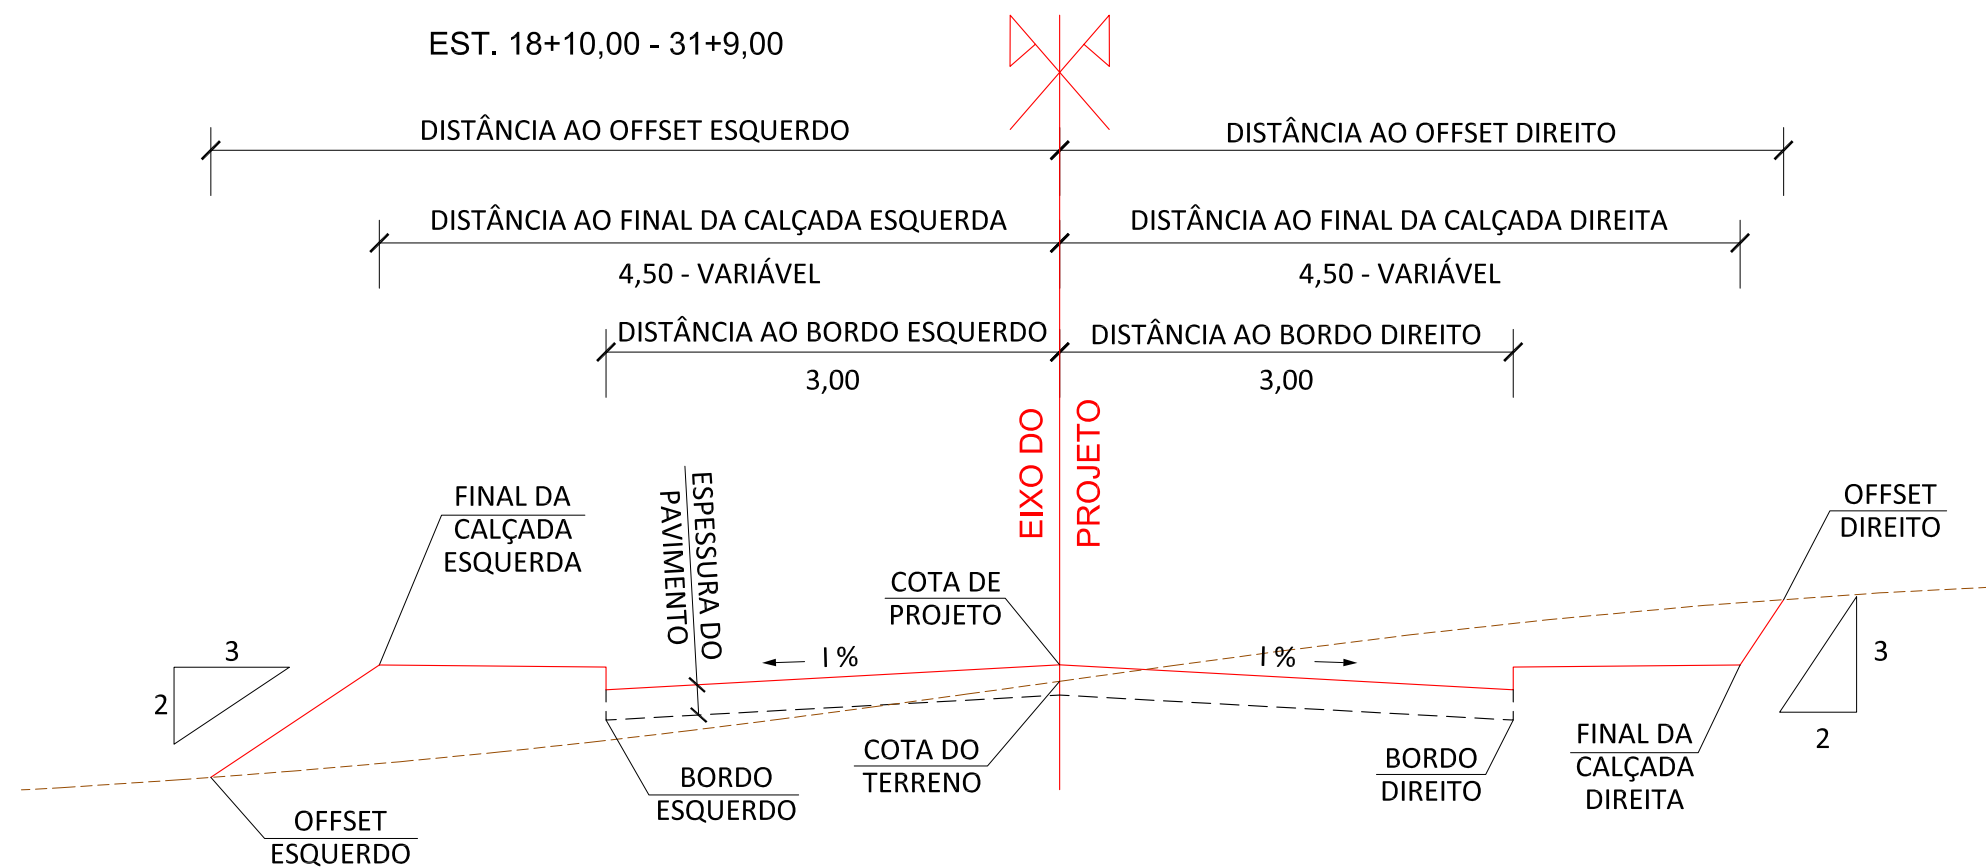 EST. 18+10,00 - 31+9,00
DISTÂNCIA AO OFFSET ESQUERDO
DISTÂNCIA AO OFFSET DIREITO
DISTÂNCIA AO FINAL DA CALÇADA ESQUERDA
DISTÂNCIA AO FINAL DA CALÇADA DIREITA
4,50 - VARIÁVEL
4,50 - VARIÁVEL
DISTÂNCIA AO BORDO ESQUERDO
DISTÂNCIA AO BORDO DIREITO
3,00
3,00
EIXO DO
PROJETO
FINAL DA
CALÇADA
ESQUERDA
ESPESSURA DO
PAVIMENTO
COTA DE
PROJETO
OFFSET
DIREITO
3
2
I %
I %
3
2
COTA DO
TERRENO
BORDO
ESQUERDO
BORDO
DIREITO
FINAL DA
CALÇADA
DIREITA
OFFSET
ESQUERDO